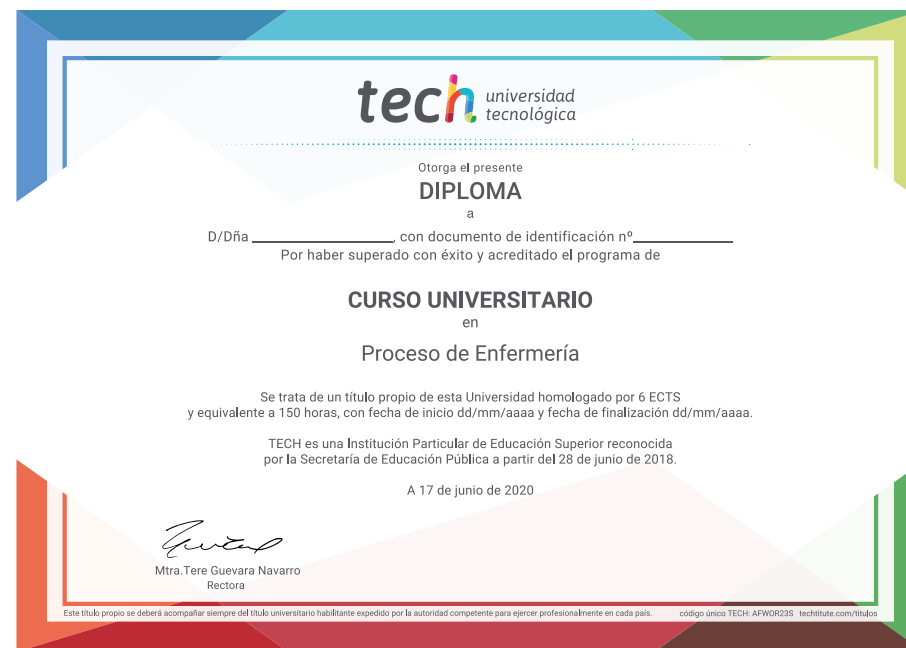 tech universidad
tecnológica
Otorga el presente
DIPLOMA
a
D/Dña ____________________, con documento de identificación nº______________
Por haber superado con éxito y acreditado el programa de
CURSO UNIVERSITARIO
en
Proceso de Enfermería
Se trata de un título propio de esta Universidad homologado por 6 ECTS
y equivalente a 150 horas, con fecha de inicio dd/mm/aaaa y fecha de finalización dd/mm/aaaa.
TECH es una Institución Particular de Educación Superior reconocida
por la Secretaría de Educación Pública a partir del 28 de junio de 2018.
A 17 de junio de 2020
Mtra.Tere Guevara Navarro
Rectora
Este título propio se deberá acompañar siempre del título universitario habilitante expedido por la autoridad competente para ejercer profesionalmente en cada país. código único TECH: AFWOR23S techtitute.com/títulos